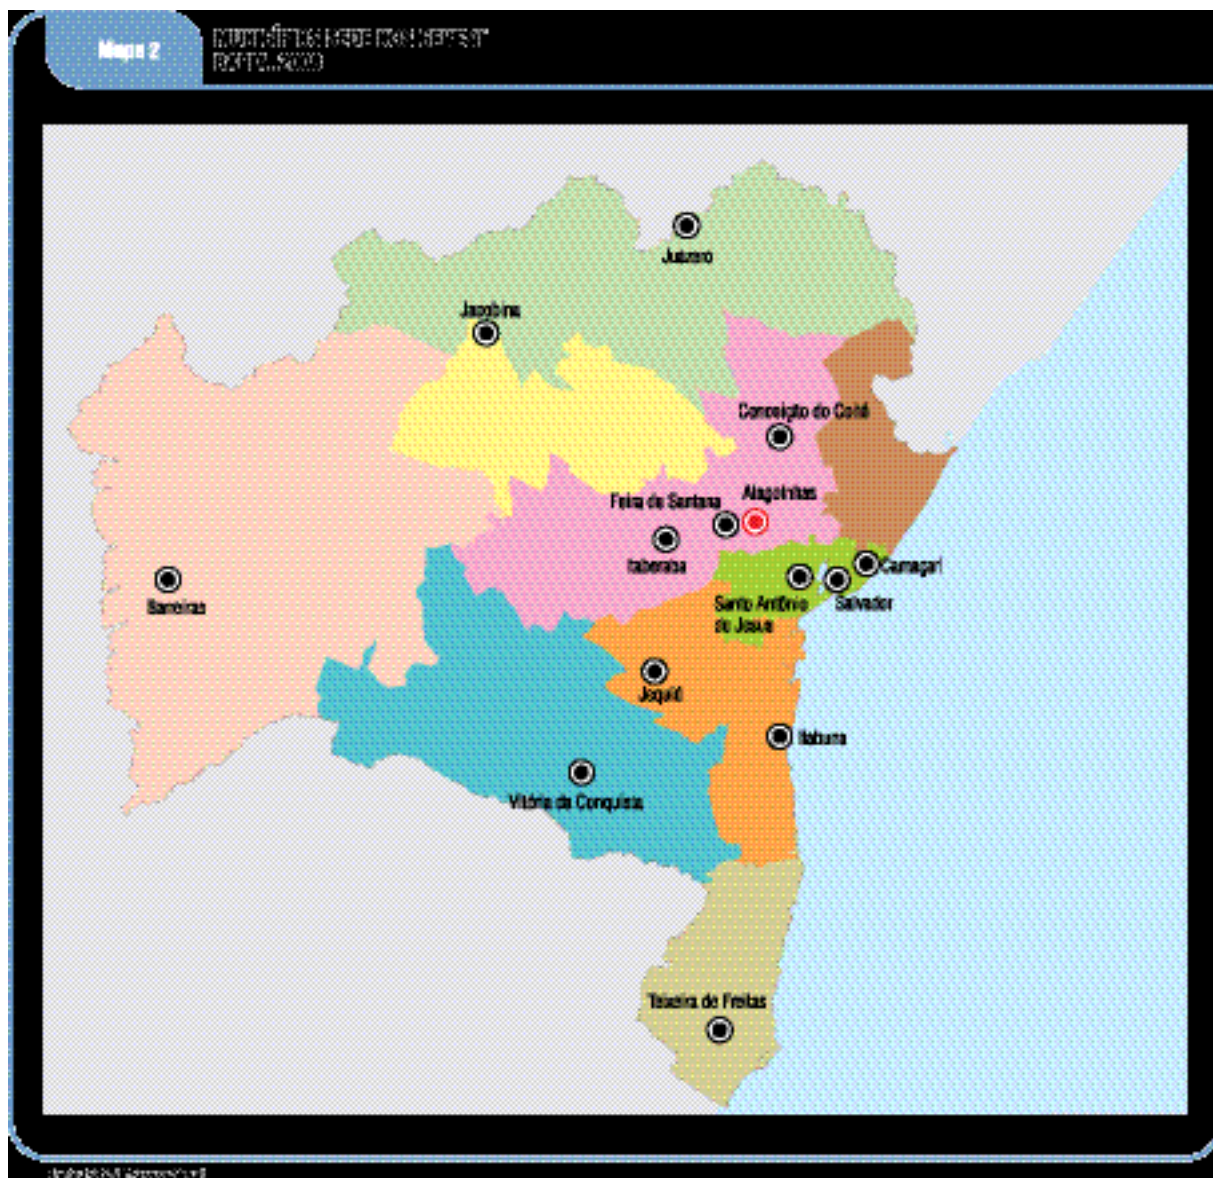 Mapa 2
Juazeiro
Jacobina
Conceição do Coité
Feira de Santana
Alagoinhas
Itaberaba
Camaçari
Barreiras
Santo Antônio
de Jesus
Salvador
Jequié
Itabuna
Vitória da Conquista
Teixeira de Freitas